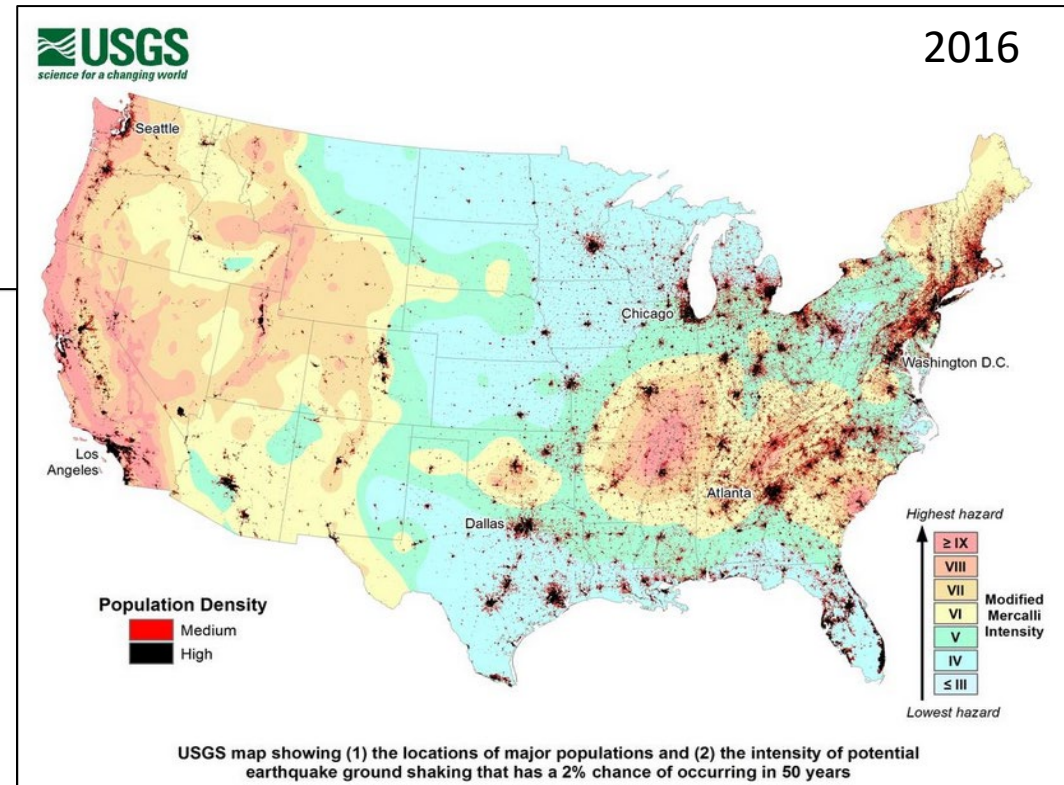 USGS
science for a changing world
2016
Seattle
Chicago
Washington D.C.
Los
Angeles
Atlanta
Dallas
Highest hazard
≥ IX
VIII
VII
VI
V
IV
≤ III
Modified
Mercalli
Intensity
Lowest hazard
Population Density
Medium
High
USGS map showing (1) the locations of major populations and (2) the intensity of potential
earthquake ground shaking that has a 2% chance of occurring in 50 years